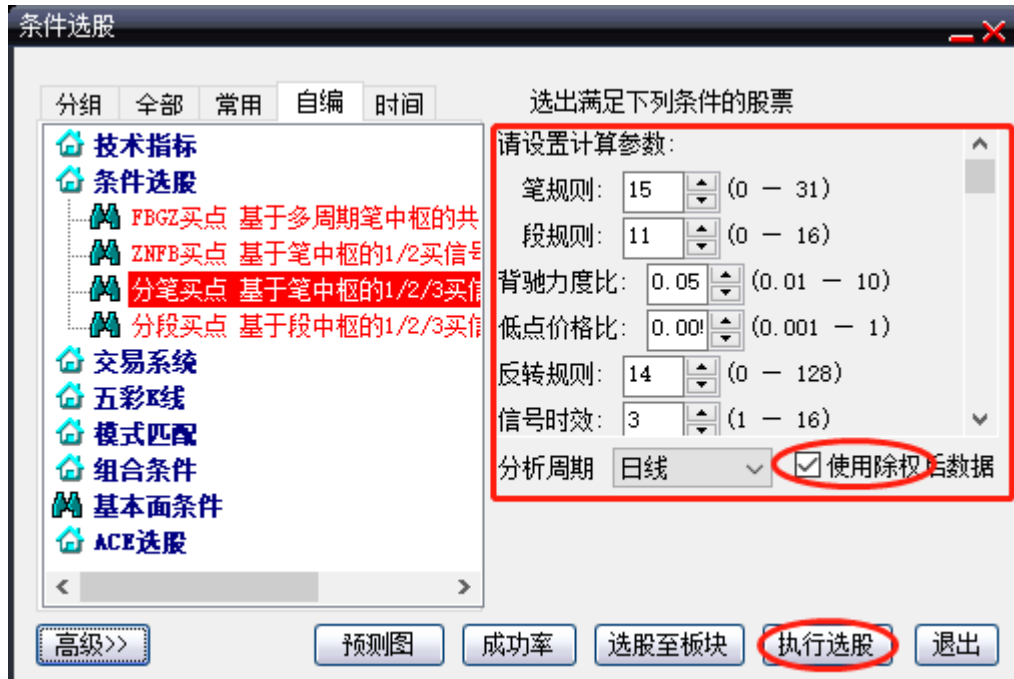 条件选股
分组 全部 常用 自编 时间
技术指标
条件选股
FBGZ买点 基于多周期笔中枢的共
ZNFB买点 基于笔中枢的1/2买信号
分笔买点 基于笔中枢的1/2/3买信
分段买点 基于段中枢的1/2/3买信
交易系统
五彩K线
模式匹配
组合条件
基本面条件
ACE选股
选出满足下列条件的股票
请设置计算参数:
笔规则: 15 (0 - 31)
段规则: 11 (0 - 16)
背驰力度比: 0.05 (0.01 - 10)
低点价格比: 0.00 (0.001 - 1)
反转规则: 14 (0 - 128)
信号时效: 3 (1 - 16)
分析周期 日线 使用除权后数据
高级>> 预测图 成功率 选股至板块 执行选股 退出